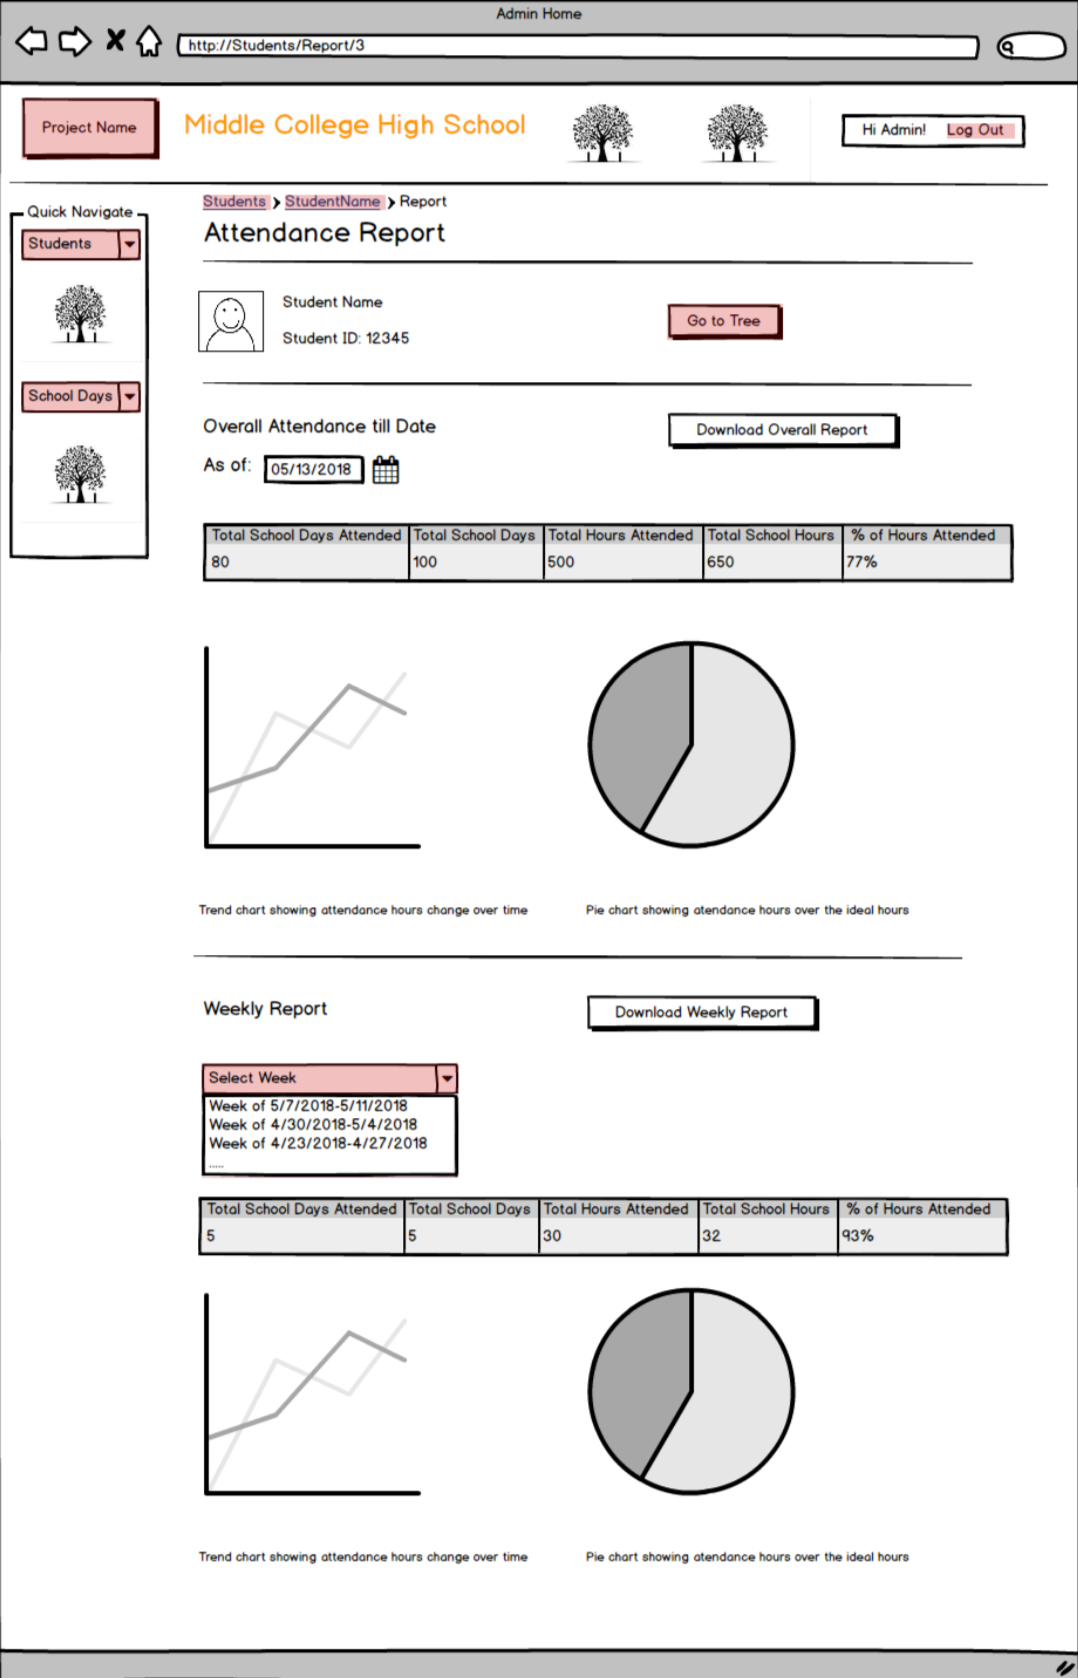 Admin Home
http://Students/Report/3
Project Name
Middle College High School
Hi Admin! Log Out
Quick Navigate
Students
School Days
Students StudentName Report
Attendance Report
Student Name
Student ID: 12345
Go to Tree
Overall Attendance till Date
Download Overall Report
As of: 05/13/2018
Total School Days Attended Total School Days Total Hours Attended Total School Hours % of Hours Attended
80 100 500 650 77%
Trend chart showing attendance hours change over time
Pie chart showing atendance hours over the ideal hours
Weekly Report
Download Weekly Report
Select Week
Week of 5/7/2018-5/11/2018
Week of 4/30/2018-5/4/2018
Week of 4/23/2018-4/27/2018
.....
Total School Days Attended Total School Days Total Hours Attended Total School Hours % of Hours Attended
5 5 30 32 93%
Trend chart showing attendance hours change over time
Pie chart showing atendance hours over the ideal hours